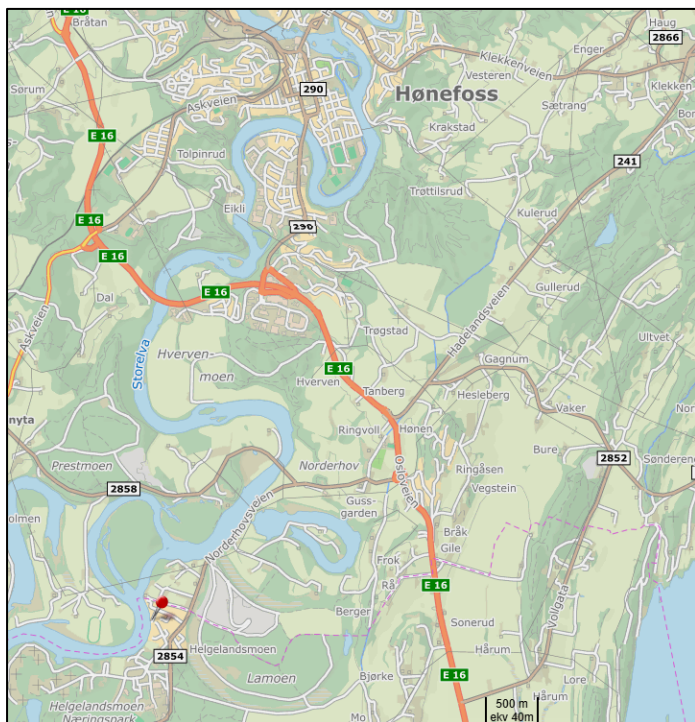 E 16
Bråtan
Haug
2866
Enger
Klekkenveien
Vesteren
Klekken
Sørum
290
Askveien
Hønefoss
Sætrang
Krakstad
E 16
241
Tolpinrud
Trøttilsrud
Eikli
Kulerud
E 16
290
E 16
Gullerud
E 16
Dal
Askveien
Storelva
Trøgstad
Hadelandsveien
Ultvet
Hverven-
moen
Gagnum
E 16
Hverven
Tanberg
Hesleberg
Vaker
Ringvoll
Hønen
Bure
2852
Prestmoen
Norderhov
Osloveien
Ringåsen
Vegstein
2858
Guss-
garden
Norderhovsveien
Bråk
Gile
Frok
Rå
E 16
Vollgata
Berger
Sonerud
Helgelandsmoen
2854
Hårum
Lamoen
Bjørke
E 16
Lore
Hårum
Helgelandsmoen
Næringspark
Mo
500 m
ekv 40m